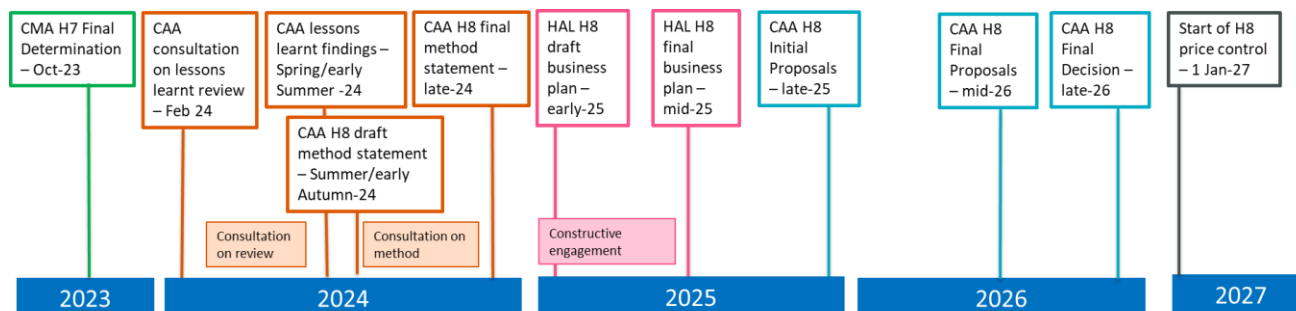 CMA H7 Final
Determination
– Oct-23
CAA
consultation
on lessons
learnt review
– Feb 24
CAA lessons
learnt findings –
Spring/early
Summer -24
CAA H8 draft
method statement
– Summer/early
Autumn-24
CAA H8 final
method
statement –
late-24
HAL H8
draft
business
plan –
early-25
HAL H8
final
business
plan –
mid-25
CAA H8
Initial
Proposals
– late-25
CAA H8
Final
Proposals
– mid-26
CAA H8
Final
Decision –
late-26
Start of H8
price control
– 1 Jan-27
Consultation
on review
Consultation on
method
Constructive
engagement
2023
2024
2025
2026
2027